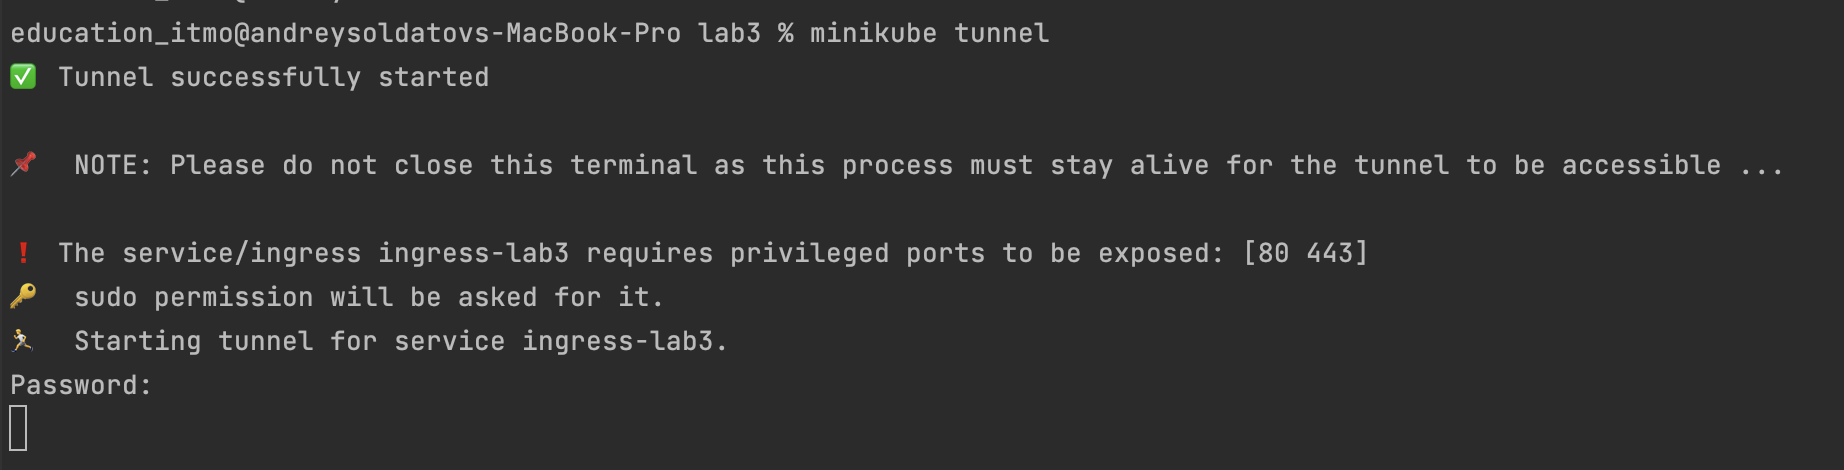 education_itmo@andreysoldatovs-MacBook-Pro lab3 % minikube tunnel
✅ Tunnel successfully started
📌 NOTE: Please do not close this terminal as this process must stay alive for the tunnel to be accessible ...
❗ The service/ingress ingress-lab3 requires privileged ports to be exposed: [80 443]
🔑 sudo permission will be asked for it.
🏃 Starting tunnel for service ingress-lab3.
Password: